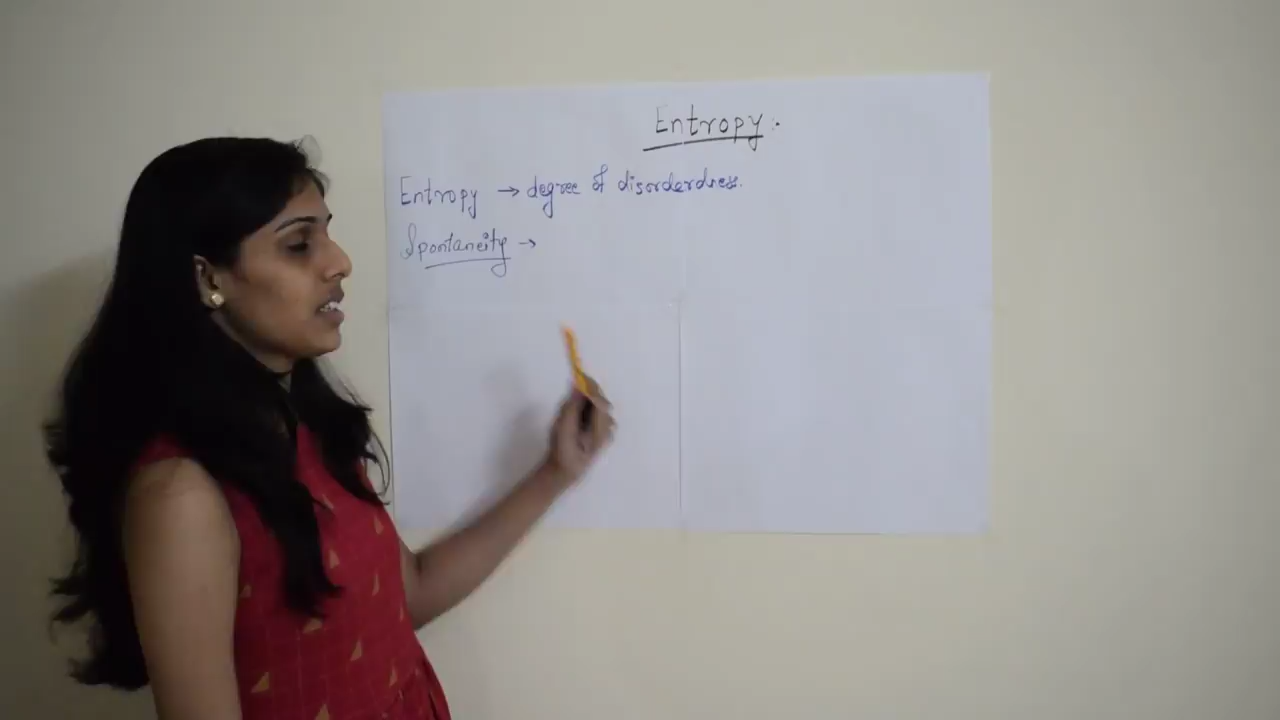 Entropy:-
Entropy → degree of disorderdness.
Spontaneity →